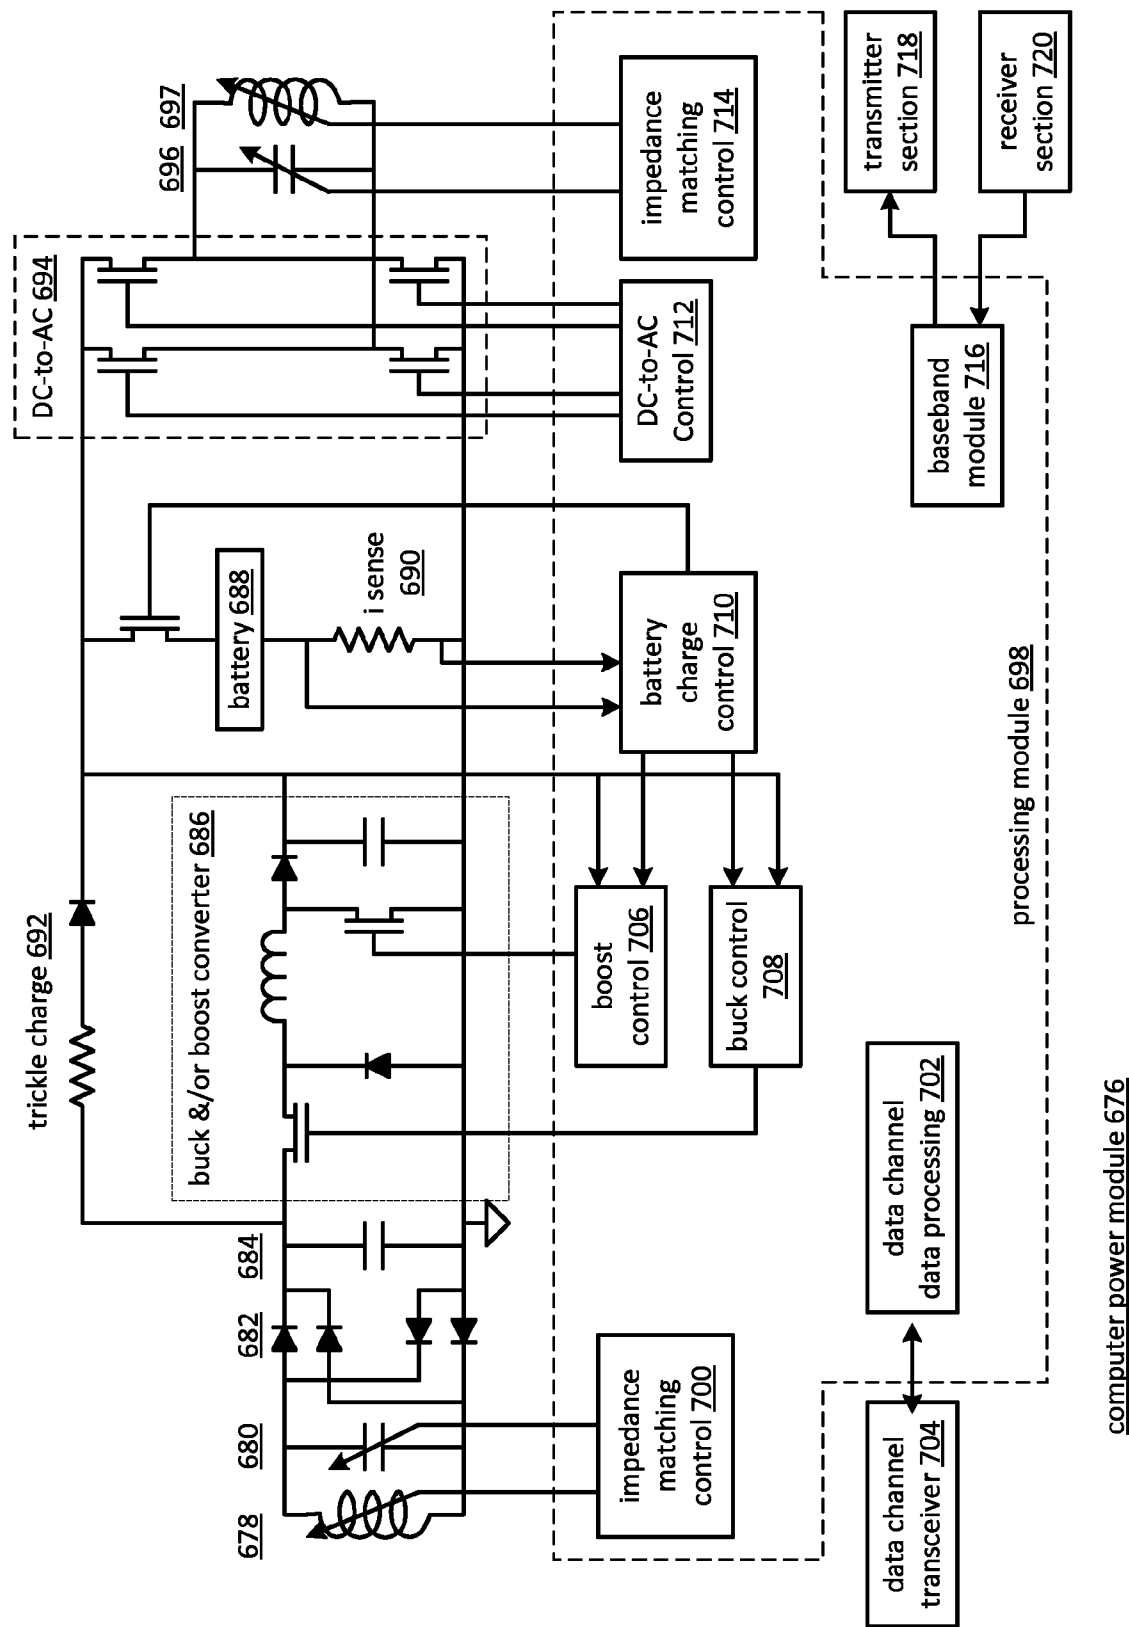 trickle charge 692
DC-to-AC 694
696
697
buck &/or boost converter 686
678
680
682
684
battery 688
i sense
690
impedance
matching
control 700
boost
control 706
buck control
708
battery
charge
control 710
DC-to-AC
Control 712
impedance
matching
control 714
data channel
transceiver 704
data channel
data processing 702
baseband
module 716
transmitter
section 718
receiver
section 720
processing module 698
computer power module 676